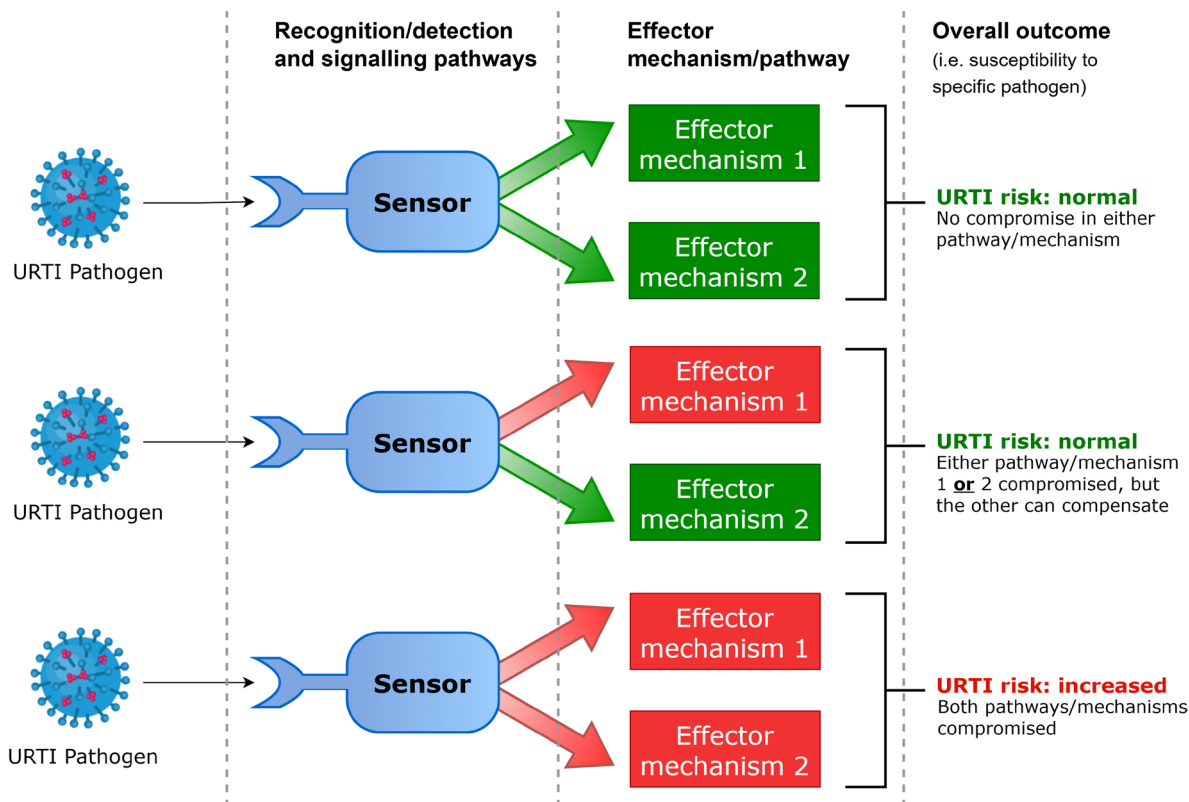 Recognition/detection
and signalling pathways
Effector
mechanism/pathway
Overall outcome
(i.e. susceptibility to
specific pathogen)
URTI Pathogen
Sensor
Effector
mechanism 1
Effector
mechanism 2
URTI risk: normal
No compromise in either
pathway/mechanism
URTI Pathogen
Sensor
Effector
mechanism 1
Effector
mechanism 2
URTI risk: normal
Either pathway/mechanism
1 or 2 compromised, but
the other can compensate
URTI Pathogen
Sensor
Effector
mechanism 1
Effector
mechanism 2
URTI risk: increased
Both pathways/mechanisms
compromised